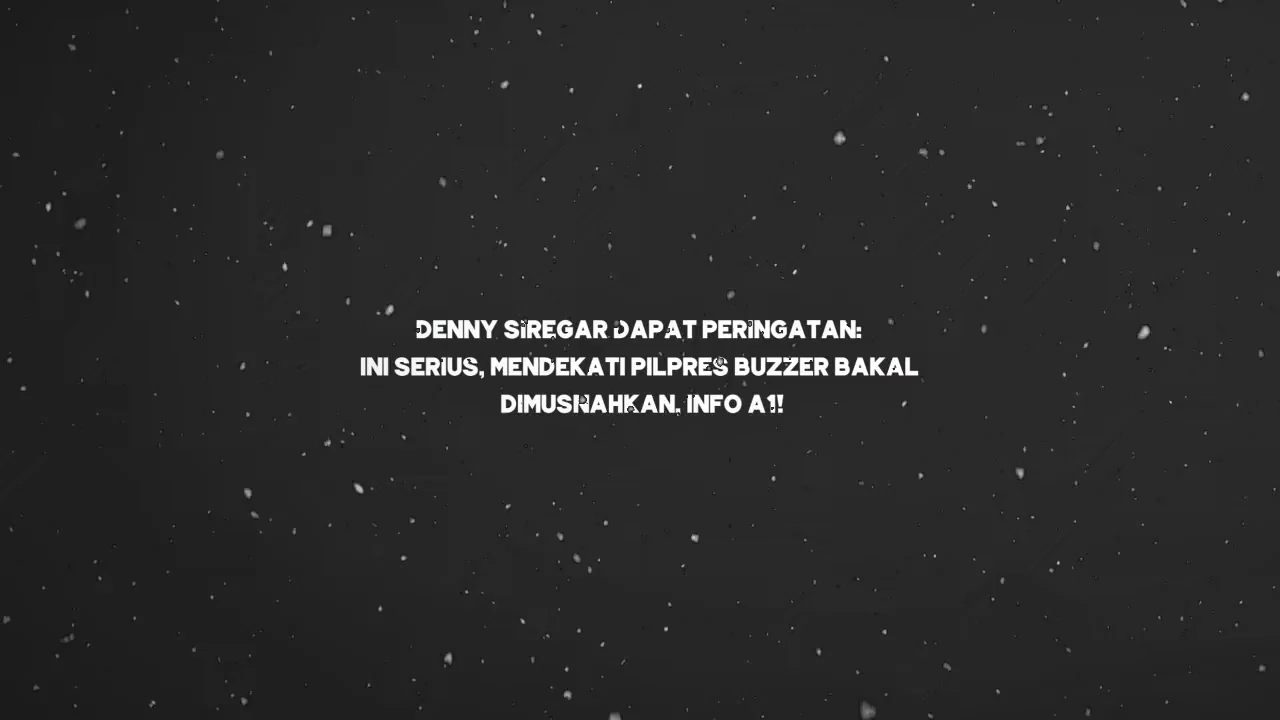 DENNY SIREGAR DAPAT PERINGATAN:
INI SERIUS, MENDEKATI PILPRES BUZZER BAKAL
DIMUSNAHKAN. INFO A1!